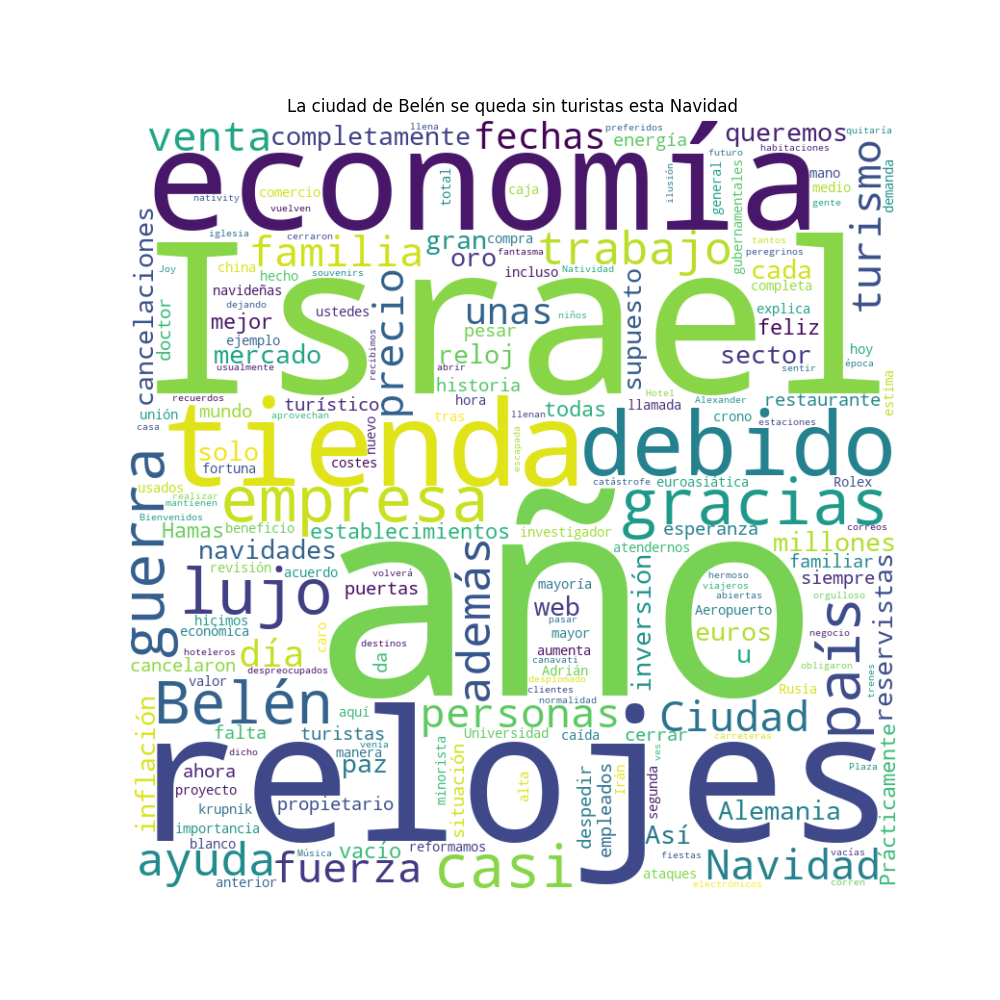 La ciudad de Belén se queda sin turistas esta Navidad
venta
completamente
llena
fechas
preferidos
energía
queremos
quitaría
economía
habitaciones
futuro
ilusión
mano
medio
gente
turismo
demanda
general
gubernamentales
total
caja
comercio
nativity
vuelven
iglesia
cerraron
familia
gran
compra
oro
fantasma
trabajo
tantos
peregrinos
cada
completa
cancelaciones
Joy
china
hecho
souvenirs
incluso
Natividad
Israel
doctor
navideñas
dejando
mejor
ustedes
precio
unas
niños
supuesto
explica
feliz
ejemplo
mercado
usualmente
recibimos
pesar
reloj
abrir
sector
hoy
época
sentir
historia
estima
recuerdos
unión
mundo
aprovechan
turístico
hora
tras
llenan
todas
llamada
Hotel
Alexander
crono
restaurante
estaciones
casa
solo
fortuna
nuevo
costes
tienda
escapada
debido
guerra
usados
realizar
mantienen
empresa
catástrofe
euroasiática
Rolex
gracias
Bienvenidos
Hamas
beneficio
establecimientos
investigador
esperanza
correos
navidades
revisión
acuerdo
además
atendernos
millones
familiar
siempre
lujo
volverá
puertas
año
mayoría
web
pasar
hermoso
viajeros
abiertas
Aeropuerto
orgulloso
reservistas
hicimos
económica
hoteleros
caro
destinos
da
mayor
aumenta
canavati
Adrián
inversión
euros
negocio
país
u
cancelaron
día
despreocupados
valor
desplomado
clientes
normalidad
obligaron
Rusia
trenes
inflación
Belén
aquí
personas
Ciudad
falta
turistas
Universidad
caída
cerrar
carreteras
dicho
venía
manera
ahora
paz
minorista
situación
alta
despedir
empleados
Irán
segunda
ves
Plaza
Prácticamente
relojes
proyecto
krupnik
propietario
Alemania
importancia
blanco
Música
vacío
reformamos
Así
fiestas
vacías
ayuda
anterior
fuerza
casi
ataques
electrónicos
Navidad
corren